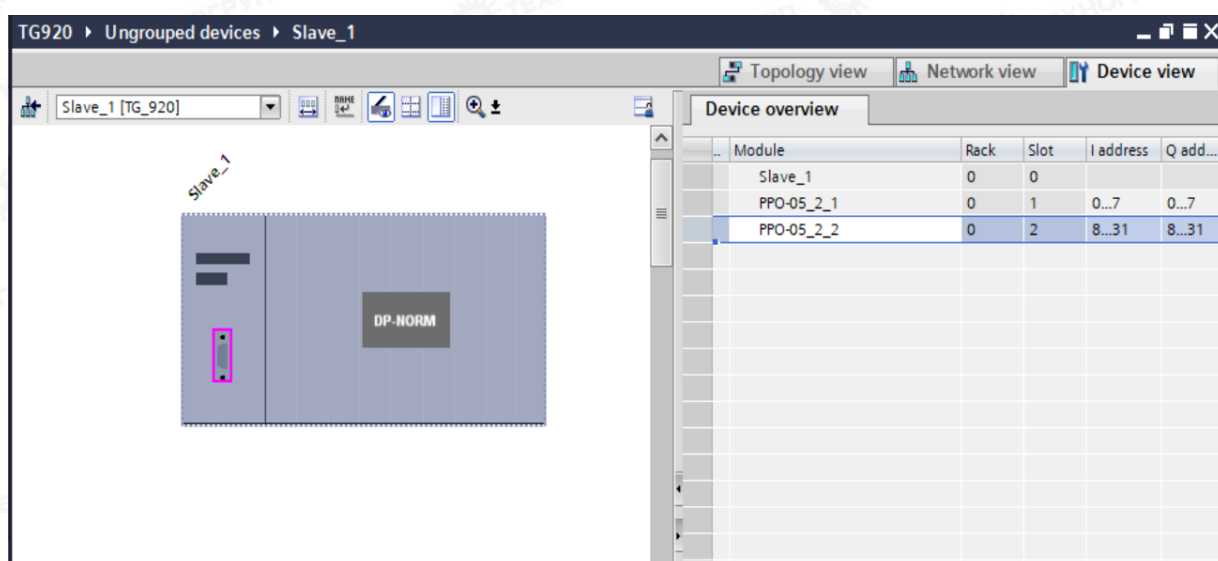 TG920 ▸ Ungrouped devices ▸ Slave_1
Topology view Network view Device view
Slave_1 [TG_920]
Device overview
.. Module Rack Slot I address Q add...
Slave_1 0 0
PPO-05_2_1 0 1 0...7 0...7
PPO-05_2_2 0 2 8...31 8...31
Slave_1
DP-NORM